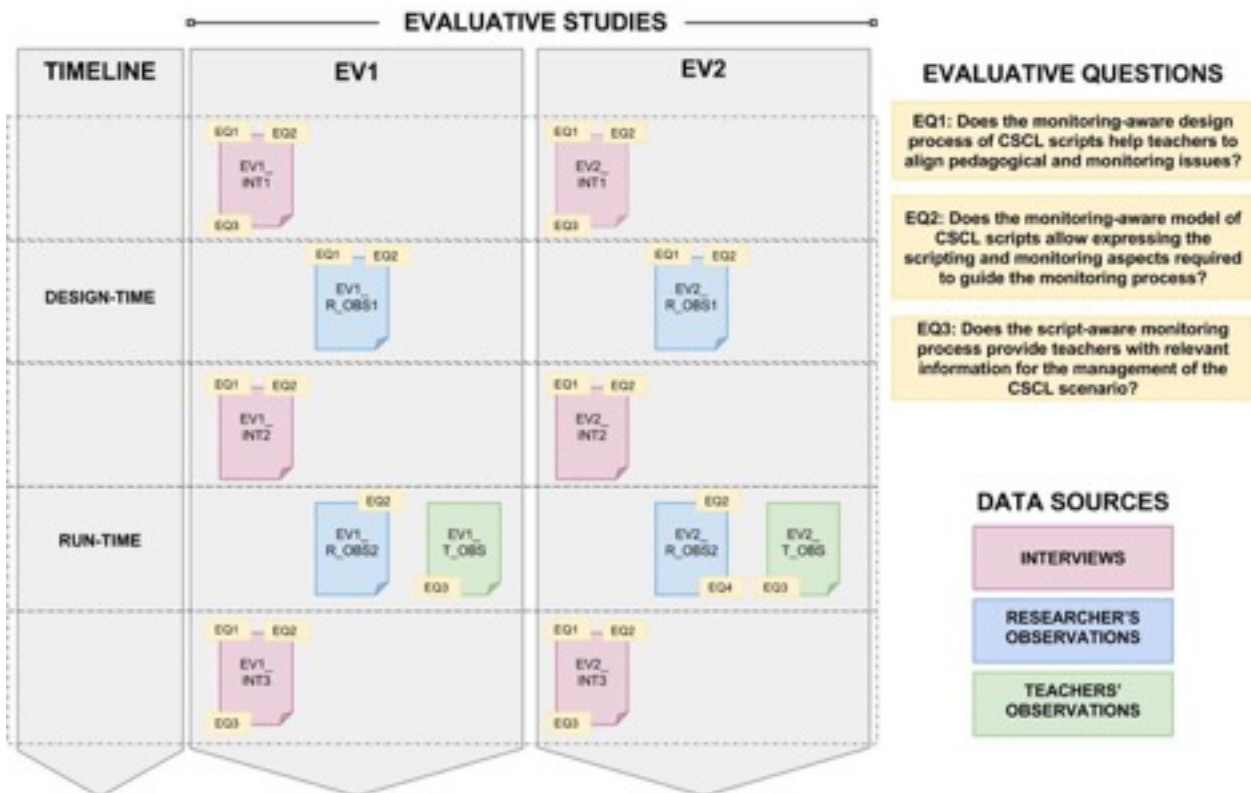 EVALUATIVE STUDIES
TIMELINE
EV1
EV2
EQ1 EQ2
EV1_
INT1
EQ3
EQ1 EQ2
EV2_
INT1
EQ3
DESIGN-TIME
EQ1 EQ2
EV1_
R_OBS1
EQ1 EQ2
EV2_
R_OBS1
EQ1 EQ2
EV1_
INT2
EQ1 EQ2
EV2_
INT2
RUN-TIME
EQ2
EV1_
R_OBS2
EV1_
T_OBS
EQ3
EQ2
EV2_
R_OBS2
EQ4
EV2_
T_OBS
EQ3
EQ1 EQ2
EV1_
INT3
EQ3
EQ1 EQ2
EV2_
INT3
EQ3
EVALUATIVE QUESTIONS
EQ1: Does the monitoring-aware design
process of CSCL scripts help teachers to
align pedagogical and monitoring issues?
EQ2: Does the monitoring-aware model of
CSCL scripts allow expressing the
scripting and monitoring aspects required
to guide the monitoring process?
EQ3: Does the script-aware monitoring
process provide teachers with relevant
information for the management of the
CSCL scenario?
DATA SOURCES
INTERVIEWS
RESEARCHER'S
OBSERVATIONS
TEACHERS'
OBSERVATIONS